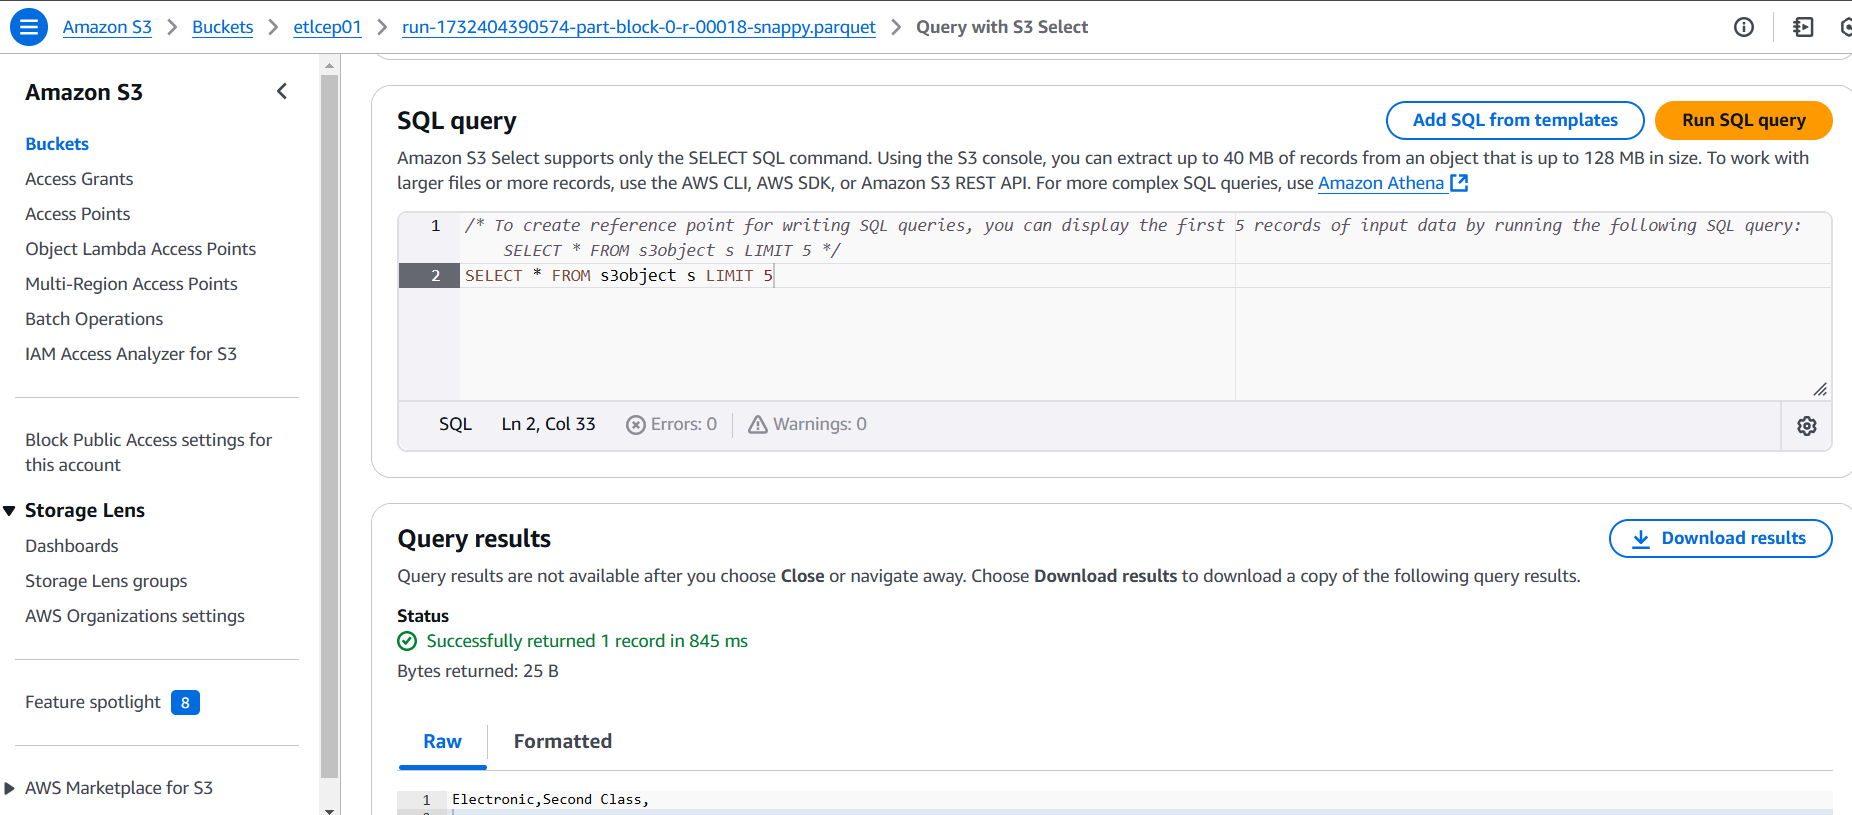 Amazon S3 > Buckets > etlcep01 > run-1732404390574-part-block-0-r-00018-snappy.parquet > Query with S3 Select
Amazon S3
Buckets
Access Grants
Access Points
Object Lambda Access Points
Multi-Region Access Points
Batch Operations
IAM Access Analyzer for S3
Block Public Access settings for
this account
Storage Lens
Dashboards
Storage Lens groups
AWS Organizations settings
Feature spotlight 8
AWS Marketplace for S3
SQL query
Add SQL from templates
Run SQL query
Amazon S3 Select supports only the SELECT SQL command. Using the S3 console, you can extract up to 40 MB of records from an object that is up to 128 MB in size. To work with
larger files or more records, use the AWS CLI, AWS SDK, or Amazon S3 REST API. For more complex SQL queries, use Amazon Athena
1 /* To create reference point for writing SQL queries, you can display the first 5 records of input data by running the following SQL query:
SELECT * FROM s3object s LIMIT 5 */
2 SELECT * FROM s3object s LIMIT 5
SQL Ln 2, Col 33 Errors: 0 Warnings: 0
Query results
Download results
Query results are not available after you choose Close or navigate away. Choose Download results to download a copy of the following query results.
Status
Successfully returned 1 record in 845 ms
Bytes returned: 25 B
Raw Formatted
1 Electronic,Second Class,